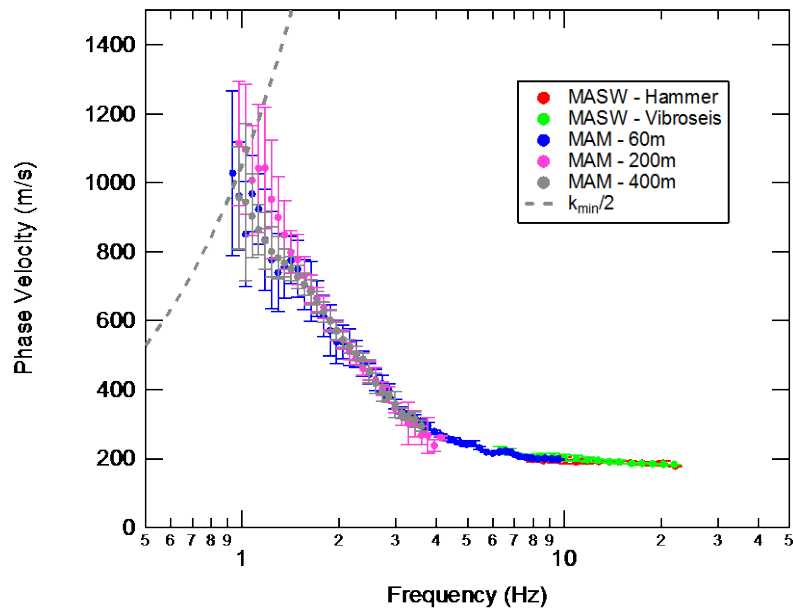 1400
1200
1000
800
600
400
200
0
Phase Velocity (m/s)
MASW - Hammer
MASW - Vibroseis
MAM - 60m
MAM - 200m
MAM - 400m
kmin/2
5 6 7 8 9 1 2 3 4 5 6 7 8 9 10 2 3 4 5
Frequency (Hz)